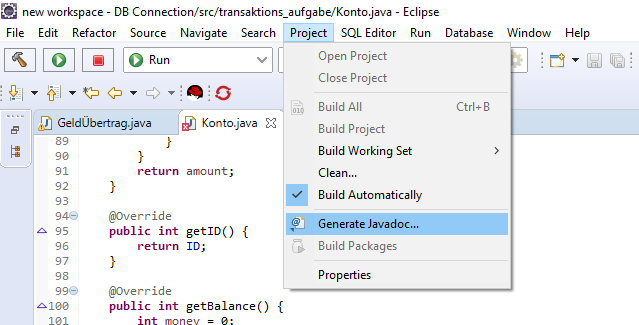 new workspace - DB Connection/src/transaktions_aufgabe/Konto.java - Eclipse
File Edit Source Refactor Source Navigate Search Project SQL Editor Run Database Window Help
Run
Open Project
Close Project
Build All Ctrl+B
Build Project
Build Working Set
Clean...
Build Automatically
Generate Javadoc...
Build Packages
Properties
GeldÜbertrag.java Konto.java
89 }
90 }
91 return amount;
92 }
93
94 @Override
95 public int getID() {
96 return ID;
97 }
98
99 @Override
100 public int getBalance() {
101 int money = 0;